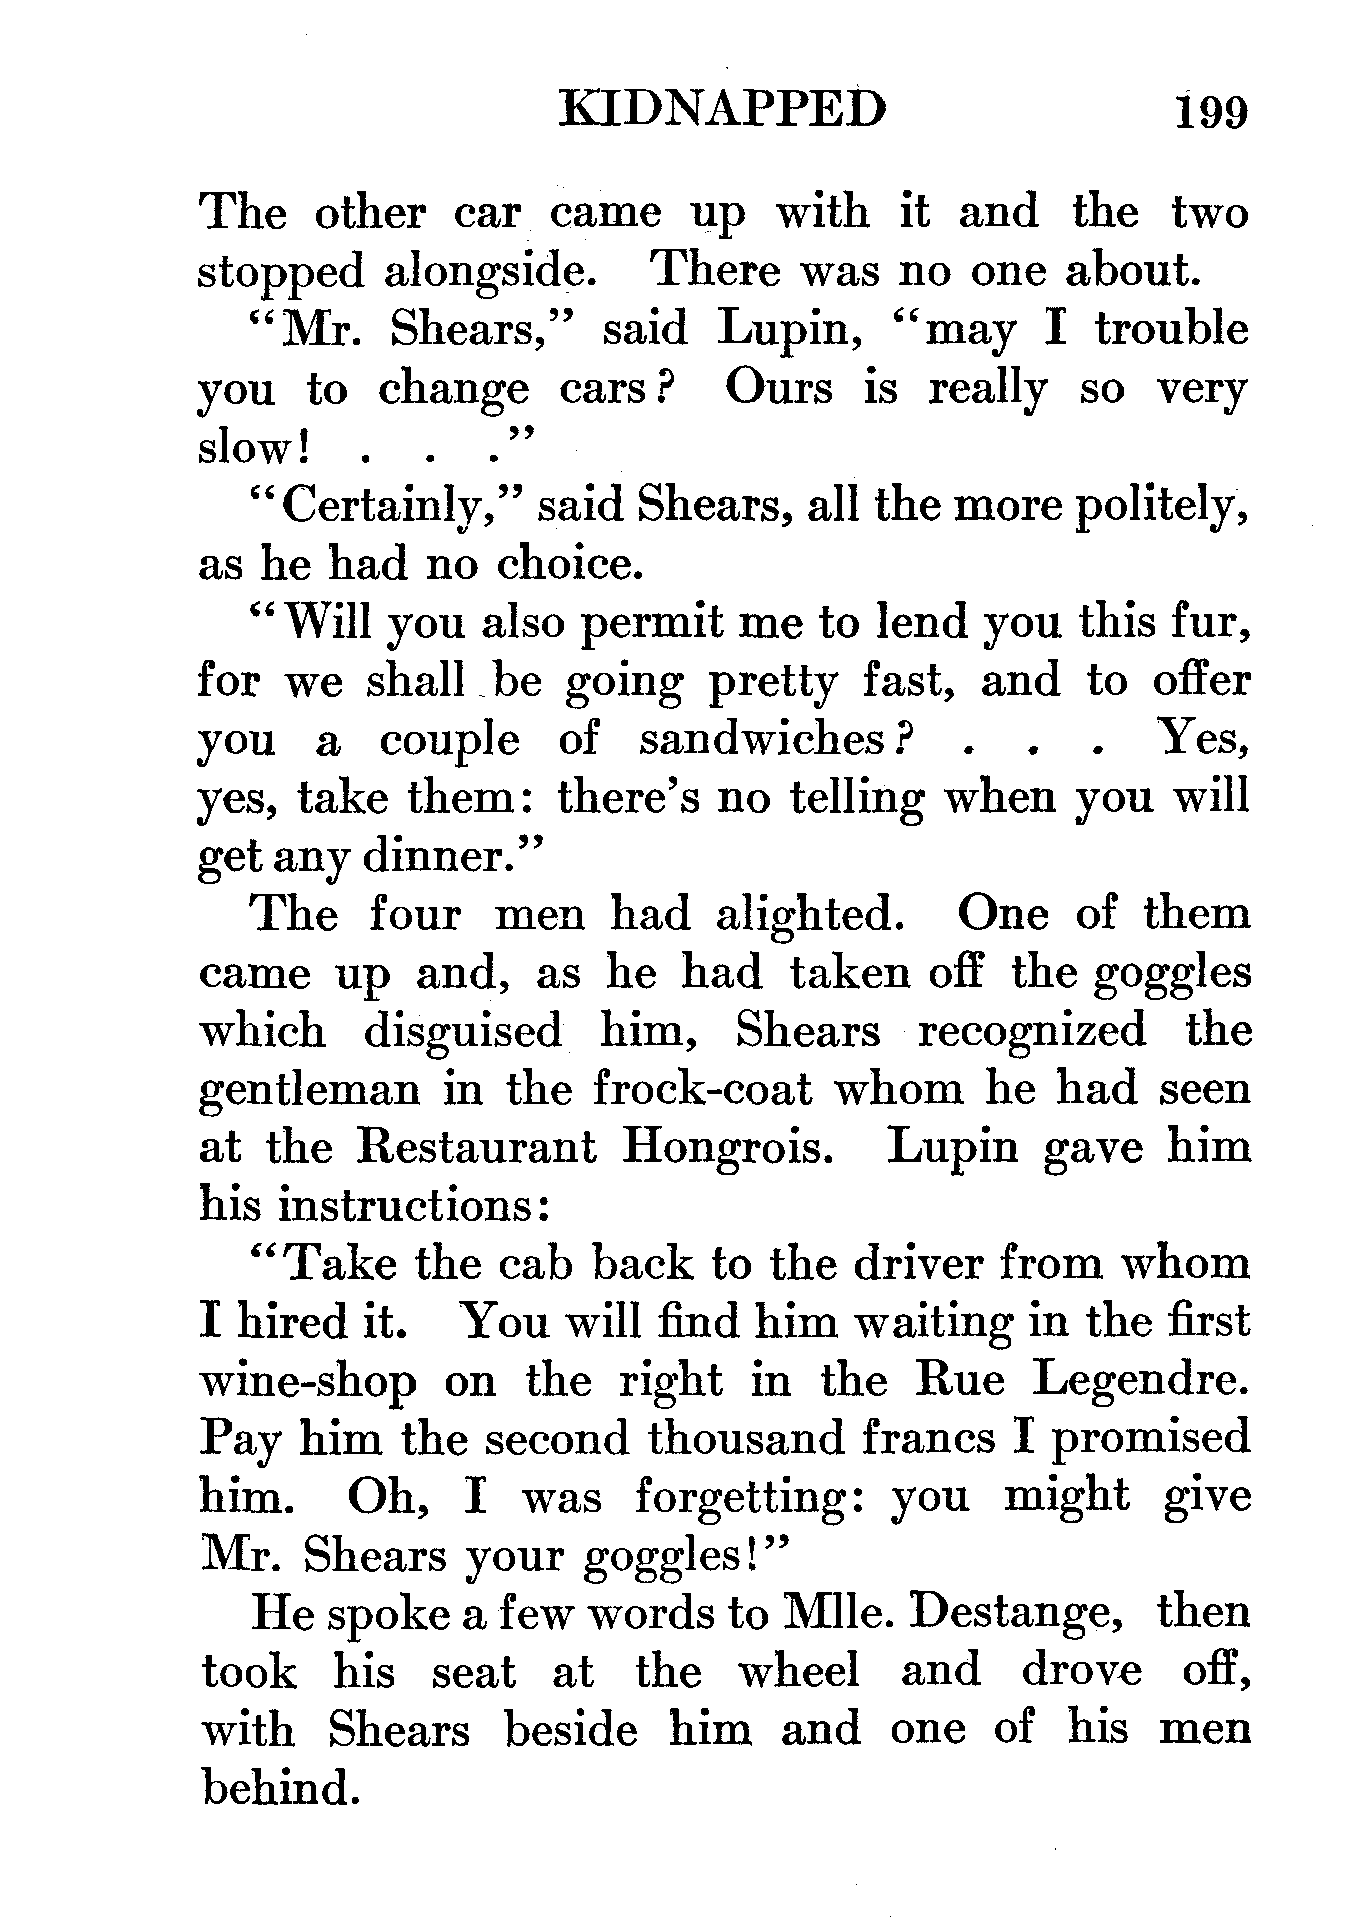 KIDNAPPED 199
The other car came up with it and the two
stopped alongside. There was no one about.
“Mr. Shears,” said Lupin, “may I trouble
you to change cars? Ours is really so very
slow! . . .”
“Certainly,” said Shears, all the more politely,
as he had no choice.
“Will you also permit me to lend you this fur,
for we shall be going pretty fast, and to offer
you a couple of sandwiches? . . . Yes,
yes, take them: there’s no telling when you will
get any dinner.”
The four men had alighted. One of them
came up and, as he had taken off the goggles
which disguised him, Shears recognized the
gentleman in the frock-coat whom he had seen
at the Restaurant Hongrois. Lupin gave him
his instructions:
“Take the cab back to the driver from whom
I hired it. You will find him waiting in the first
wine-shop on the right in the Rue Legendre.
Pay him the second thousand francs I promised
him. Oh, I was forgetting: you might give
Mr. Shears your goggles!”
He spoke a few words to Mlle. Destange, then
took his seat at the wheel and drove off,
with Shears beside him and one of his men
behind.